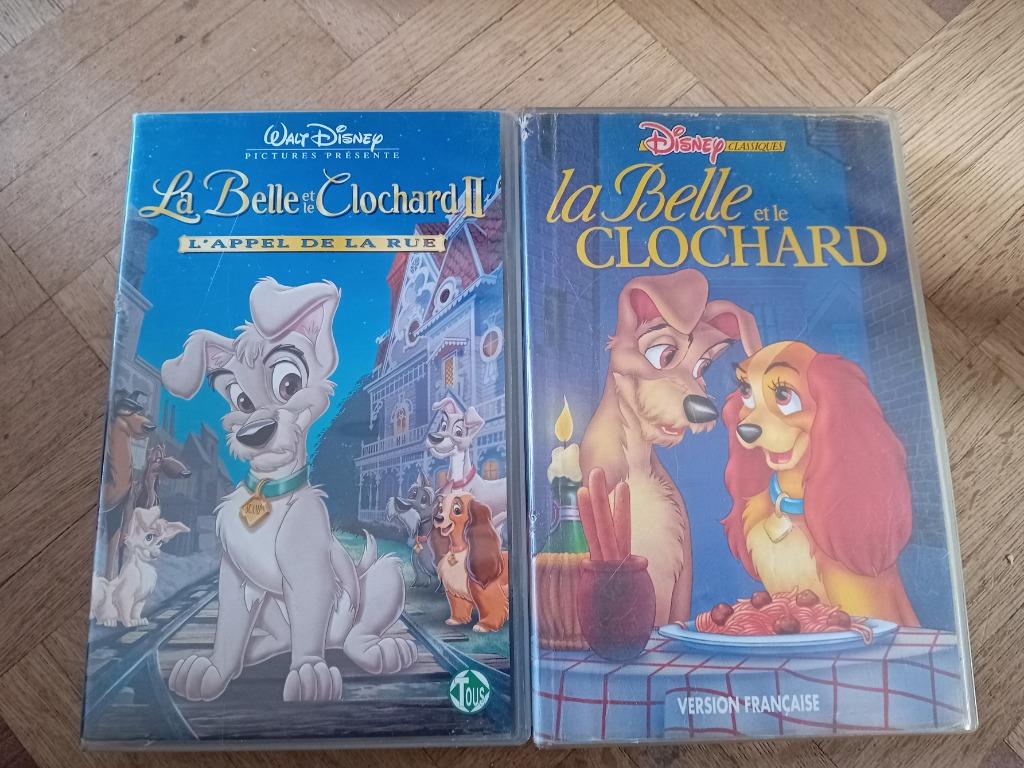 WALT DISNEY
PICTURES PRÉSENTE
La Belle et le Clochard II
L'APPEL DE LA RUE
SCAMP
TOUS
DISNEY CLASSIQUES
la Belle et le
CLOCHARD
VERSION FRANÇAISE